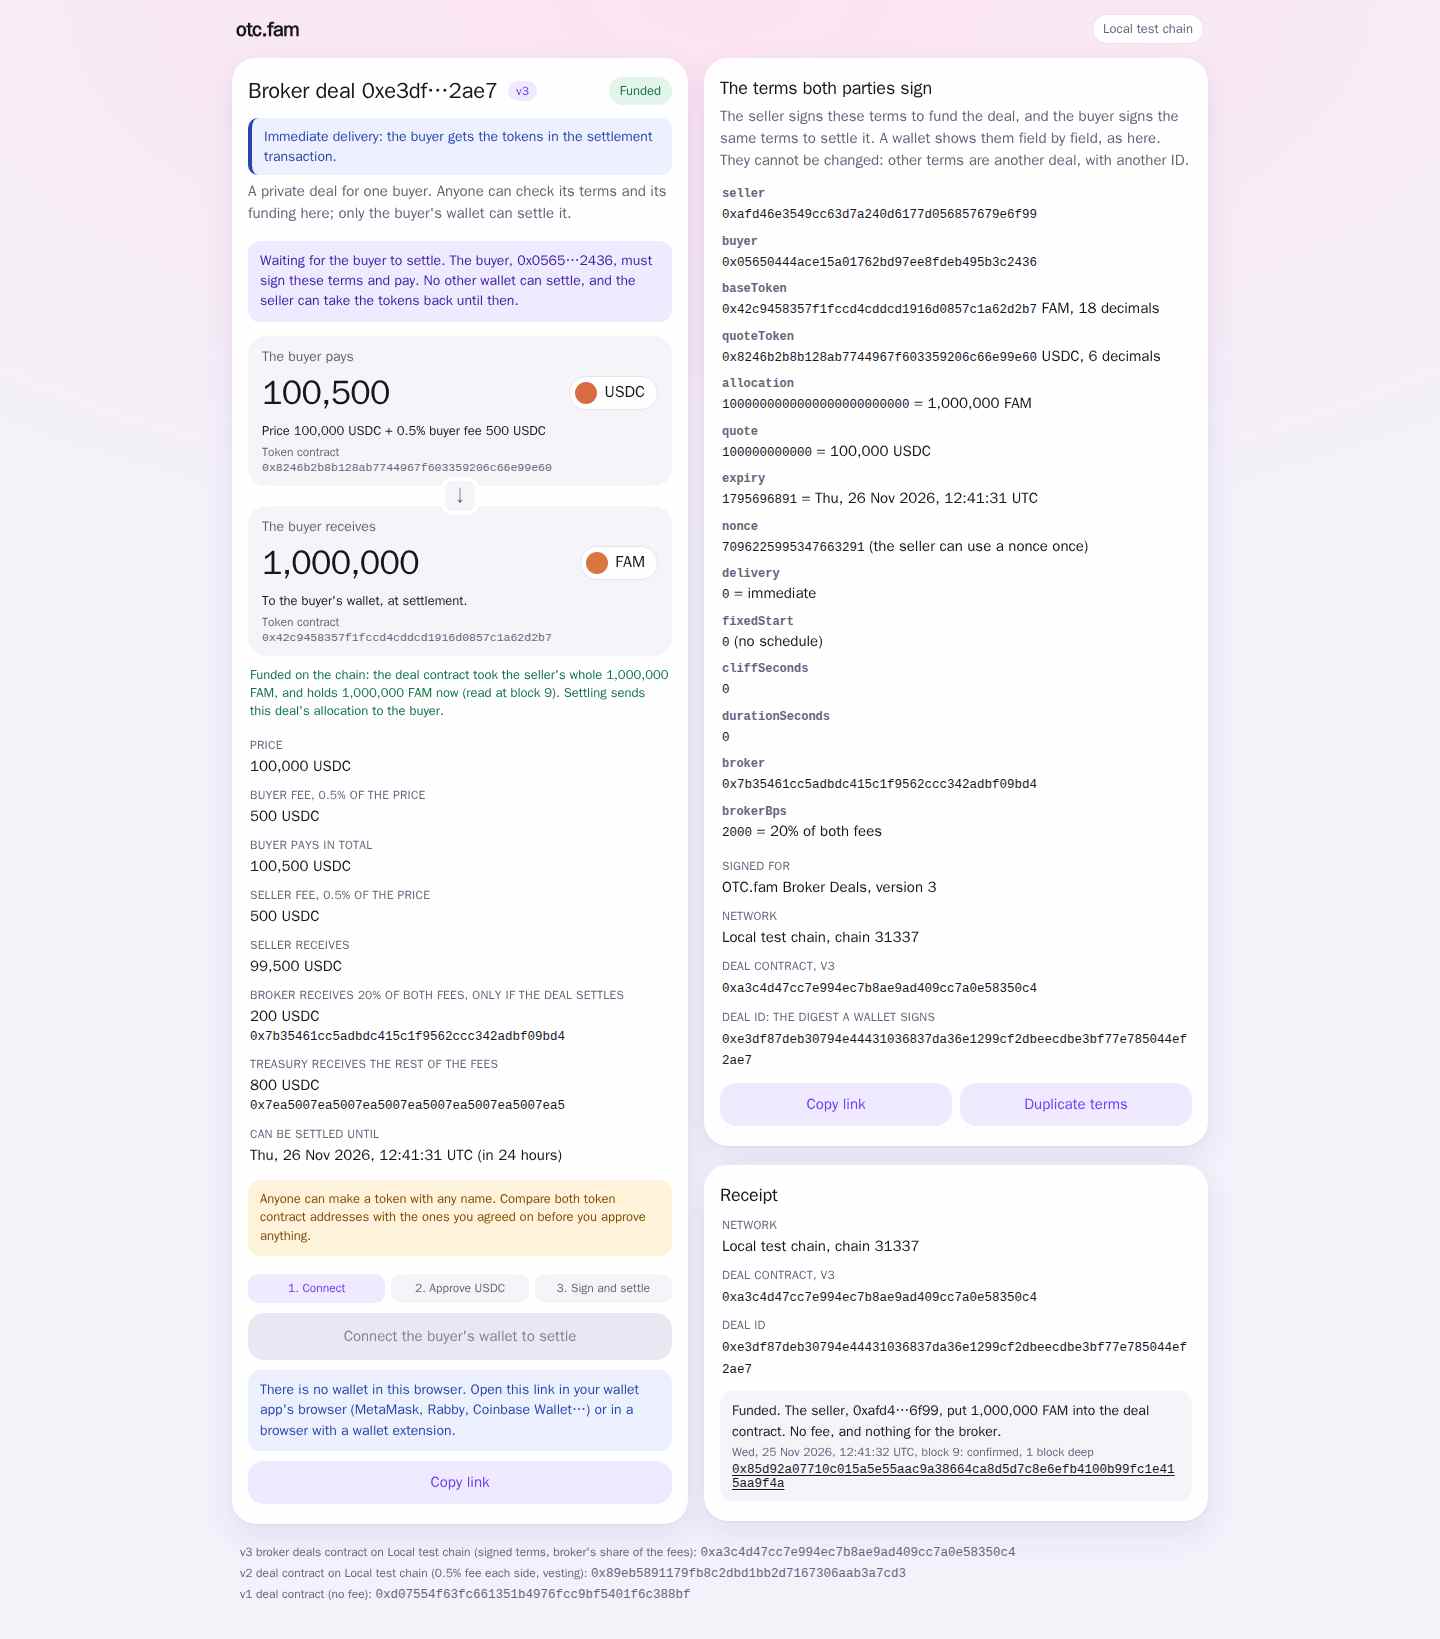 otc.fam
Local test chain
Broker deal 0xe3df⋯2ae7
v3
Funded
Immediate delivery: the buyer gets the tokens in the settlement
transaction.
A private deal for one buyer. Anyone can check its terms and its
funding here; only the buyer's wallet can settle it.
Waiting for the buyer to settle. The buyer, 0x0565⋯2436, must
sign these terms and pay. No other wallet can settle, and the
seller can take the tokens back until then.
The buyer pays
100,500
USDC
Price 100,000 USDC + 0.5% buyer fee 500 USDC
Token contract
0x8246b2b8b128ab7744967f603359206c66e99e60
↓
The buyer receives
1,000,000
FAM
To the buyer's wallet, at settlement.
Token contract
0x42c9458357f1fccd4cddcd1916d0857c1a62d2b7
Funded on the chain: the deal contract took the seller's whole 1,000,000
FAM, and holds 1,000,000 FAM now (read at block 9). Settling sends
this deal's allocation to the buyer.
PRICE
100,000 USDC
BUYER FEE, 0.5% OF THE PRICE
500 USDC
BUYER PAYS IN TOTAL
100,500 USDC
SELLER FEE, 0.5% OF THE PRICE
500 USDC
SELLER RECEIVES
99,500 USDC
BROKER RECEIVES 20% OF BOTH FEES, ONLY IF THE DEAL SETTLES
200 USDC
0x7b35461cc5adbdc415c1f9562ccc342adbf09bd4
TREASURY RECEIVES THE REST OF THE FEES
800 USDC
0x7ea5007ea5007ea5007ea5007ea5007ea5007ea5
CAN BE SETTLED UNTIL
Thu, 26 Nov 2026, 12:41:31 UTC (in 24 hours)
Anyone can make a token with any name. Compare both token
contract addresses with the ones you agreed on before you approve
anything.
1. Connect
2. Approve USDC
3. Sign and settle
Connect the buyer's wallet to settle
There is no wallet in this browser. Open this link in your wallet
app's browser (MetaMask, Rabby, Coinbase Wallet⋯) or in a
browser with a wallet extension.
Copy link
The terms both parties sign
The seller signs these terms to fund the deal, and the buyer signs the
same terms to settle it. A wallet shows them field by field, as here.
They cannot be changed: other terms are another deal, with another ID.
seller
0xafd46e3549cc63d7a240d6177d056857679e6f99
buyer
0x05650444ace15a01762bd97ee8fdeb495b3c2436
baseToken
0x42c9458357f1fccd4cddcd1916d0857c1a62d2b7 FAM, 18 decimals
quoteToken
0x8246b2b8b128ab7744967f603359206c66e99e60 USDC, 6 decimals
allocation
1000000000000000000000000 = 1,000,000 FAM
quote
100000000000 = 100,000 USDC
expiry
1795696891 = Thu, 26 Nov 2026, 12:41:31 UTC
nonce
7096225995347663291 (the seller can use a nonce once)
delivery
0 = immediate
fixedStart
0 (no schedule)
cliffSeconds
0
durationSeconds
0
broker
0x7b35461cc5adbdc415c1f9562ccc342adbf09bd4
brokerBps
2000 = 20% of both fees
SIGNED FOR
OTC.fam Broker Deals, version 3
NETWORK
Local test chain, chain 31337
DEAL CONTRACT, V3
0xa3c4d47cc7e994ec7b8ae9ad409cc7a0e58350c4
DEAL ID: THE DIGEST A WALLET SIGNS
0xe3df87deb30794e44431036837da36e1299cf2dbeecdbe3bf77e785044ef
2ae7
Copy link
Duplicate terms
Receipt
NETWORK
Local test chain, chain 31337
DEAL CONTRACT, V3
0xa3c4d47cc7e994ec7b8ae9ad409cc7a0e58350c4
DEAL ID
0xe3df87deb30794e44431036837da36e1299cf2dbeecdbe3bf77e785044ef
2ae7
Funded. The seller, 0xafd4⋯6f99, put 1,000,000 FAM into the deal
contract. No fee, and nothing for the broker.
Wed, 25 Nov 2026, 12:41:32 UTC, block 9: confirmed, 1 block deep
0x85d92a07710c015a5e55aac9a38664ca8d5d7c8e6efb4100b99fc1e41
5aa9f4a
v3 broker deals contract on Local test chain (signed terms, broker's share of the fees): 0xa3c4d47cc7e994ec7b8ae9ad409cc7a0e58350c4
v2 deal contract on Local test chain (0.5% fee each side, vesting): 0x89eb5891179fb8c2dbd1bb2d7167306aab3a7cd3
v1 deal contract (no fee): 0xd07554f63fc661351b4976fcc9bf5401f6c388bf